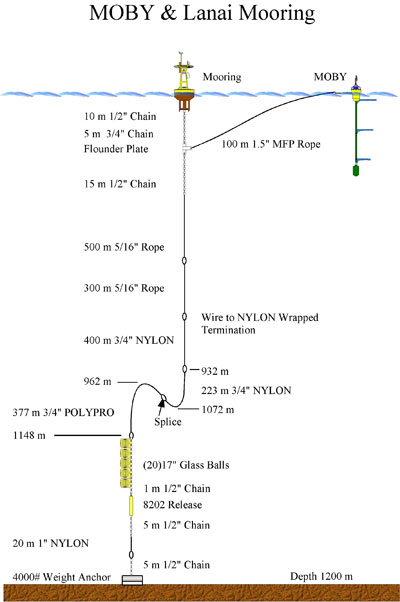 MOBY & Lanai Mooring
Mooring
MOBY
10 m 1/2" Chain
5 m 3/4" Chain
Flounder Plate
100 m 1.5" MFP Rope
15 m 1/2" Chain
500 m 5/16" Rope
300 m 5/16" Rope
Wire to NYLON Wrapped
Termination
400 m 3/4" NYLON
932 m
962 m
223 m 3/4" NYLON
1072 m
377 m 3/4" POLYPRO
Splice
1148 m
(20)17" Glass Balls
1 m 1/2" Chain
8202 Release
5 m 1/2" Chain
20 m 1" NYLON
5 m 1/2" Chain
4000# Weight Anchor
Depth 1200 m